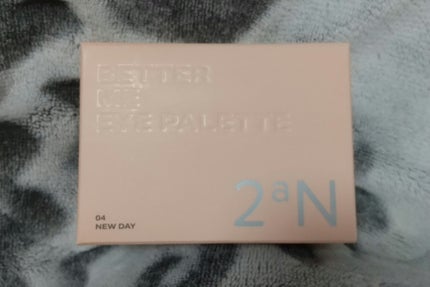 BETTER
ME
EYE PALETTE
04
NEW DAY
2aN